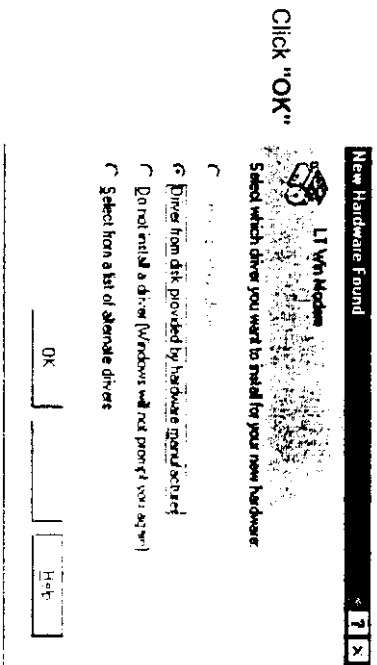 Click "OK"
New Hardware Found
? X
LT Win Modem
Select which driver you want to install for your new hardware:
Driver from disk provided by hardware manufacturer
Do not install a driver (Windows will not prompt you again)
Select from a list of alternate drivers
OK
Help